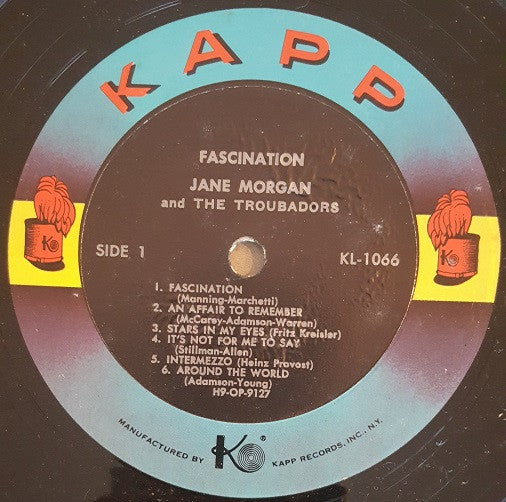 KAPP
FASCINATION
JANE MORGAN
and THE TROUBADORS
SIDE 1
KL-1066
1. FASCINATION
(Manning-Marchetti)
2. AN AFFAIR TO REMEMBER
(McCarey-Adamson-Warren)
3. STARS IN MY EYES (Fritz Kreisler)
4. IT'S NOT FOR ME TO SAY
(Stillman-Allen)
5. INTERMEZZO (Heinz Provost)
6. AROUND THE WORLD
(Adamson-Young)
H9-OP-9127
K
K
MANUFACTURED BY K ® KAPP RECORDS, INC., N.Y.